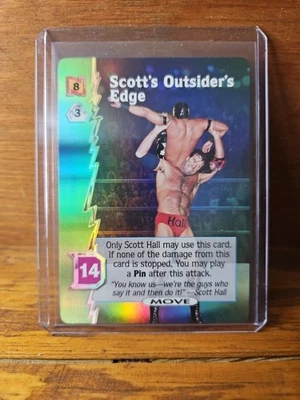 Scott's Outsider's
Edge
8
3
Hall
14
Only Scott Hall may use this card.
If none of the damage from this
card is stopped. You may play
a Pin after this attack.
"You know us—we're the guys who
say it and then do it!" —Scott Hall
MOVE